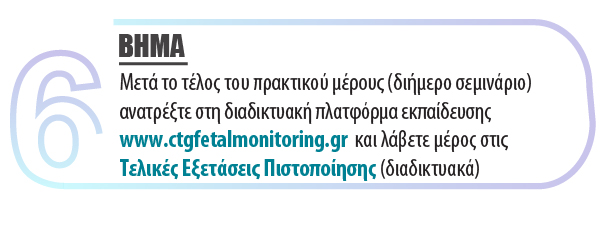 6
ΒΗΜΑ
Μετά το τέλος του πρακτικού μέρους (διήμερο σεμινάριο)
ανατρέξτε στη διαδικτυακή πλατφόρμα εκπαίδευσης
www.ctgfetalmonitoring.gr και λάβετε μέρος στις
Τελικές Εξετάσεις Πιστοποίησης (διαδικτυακά)